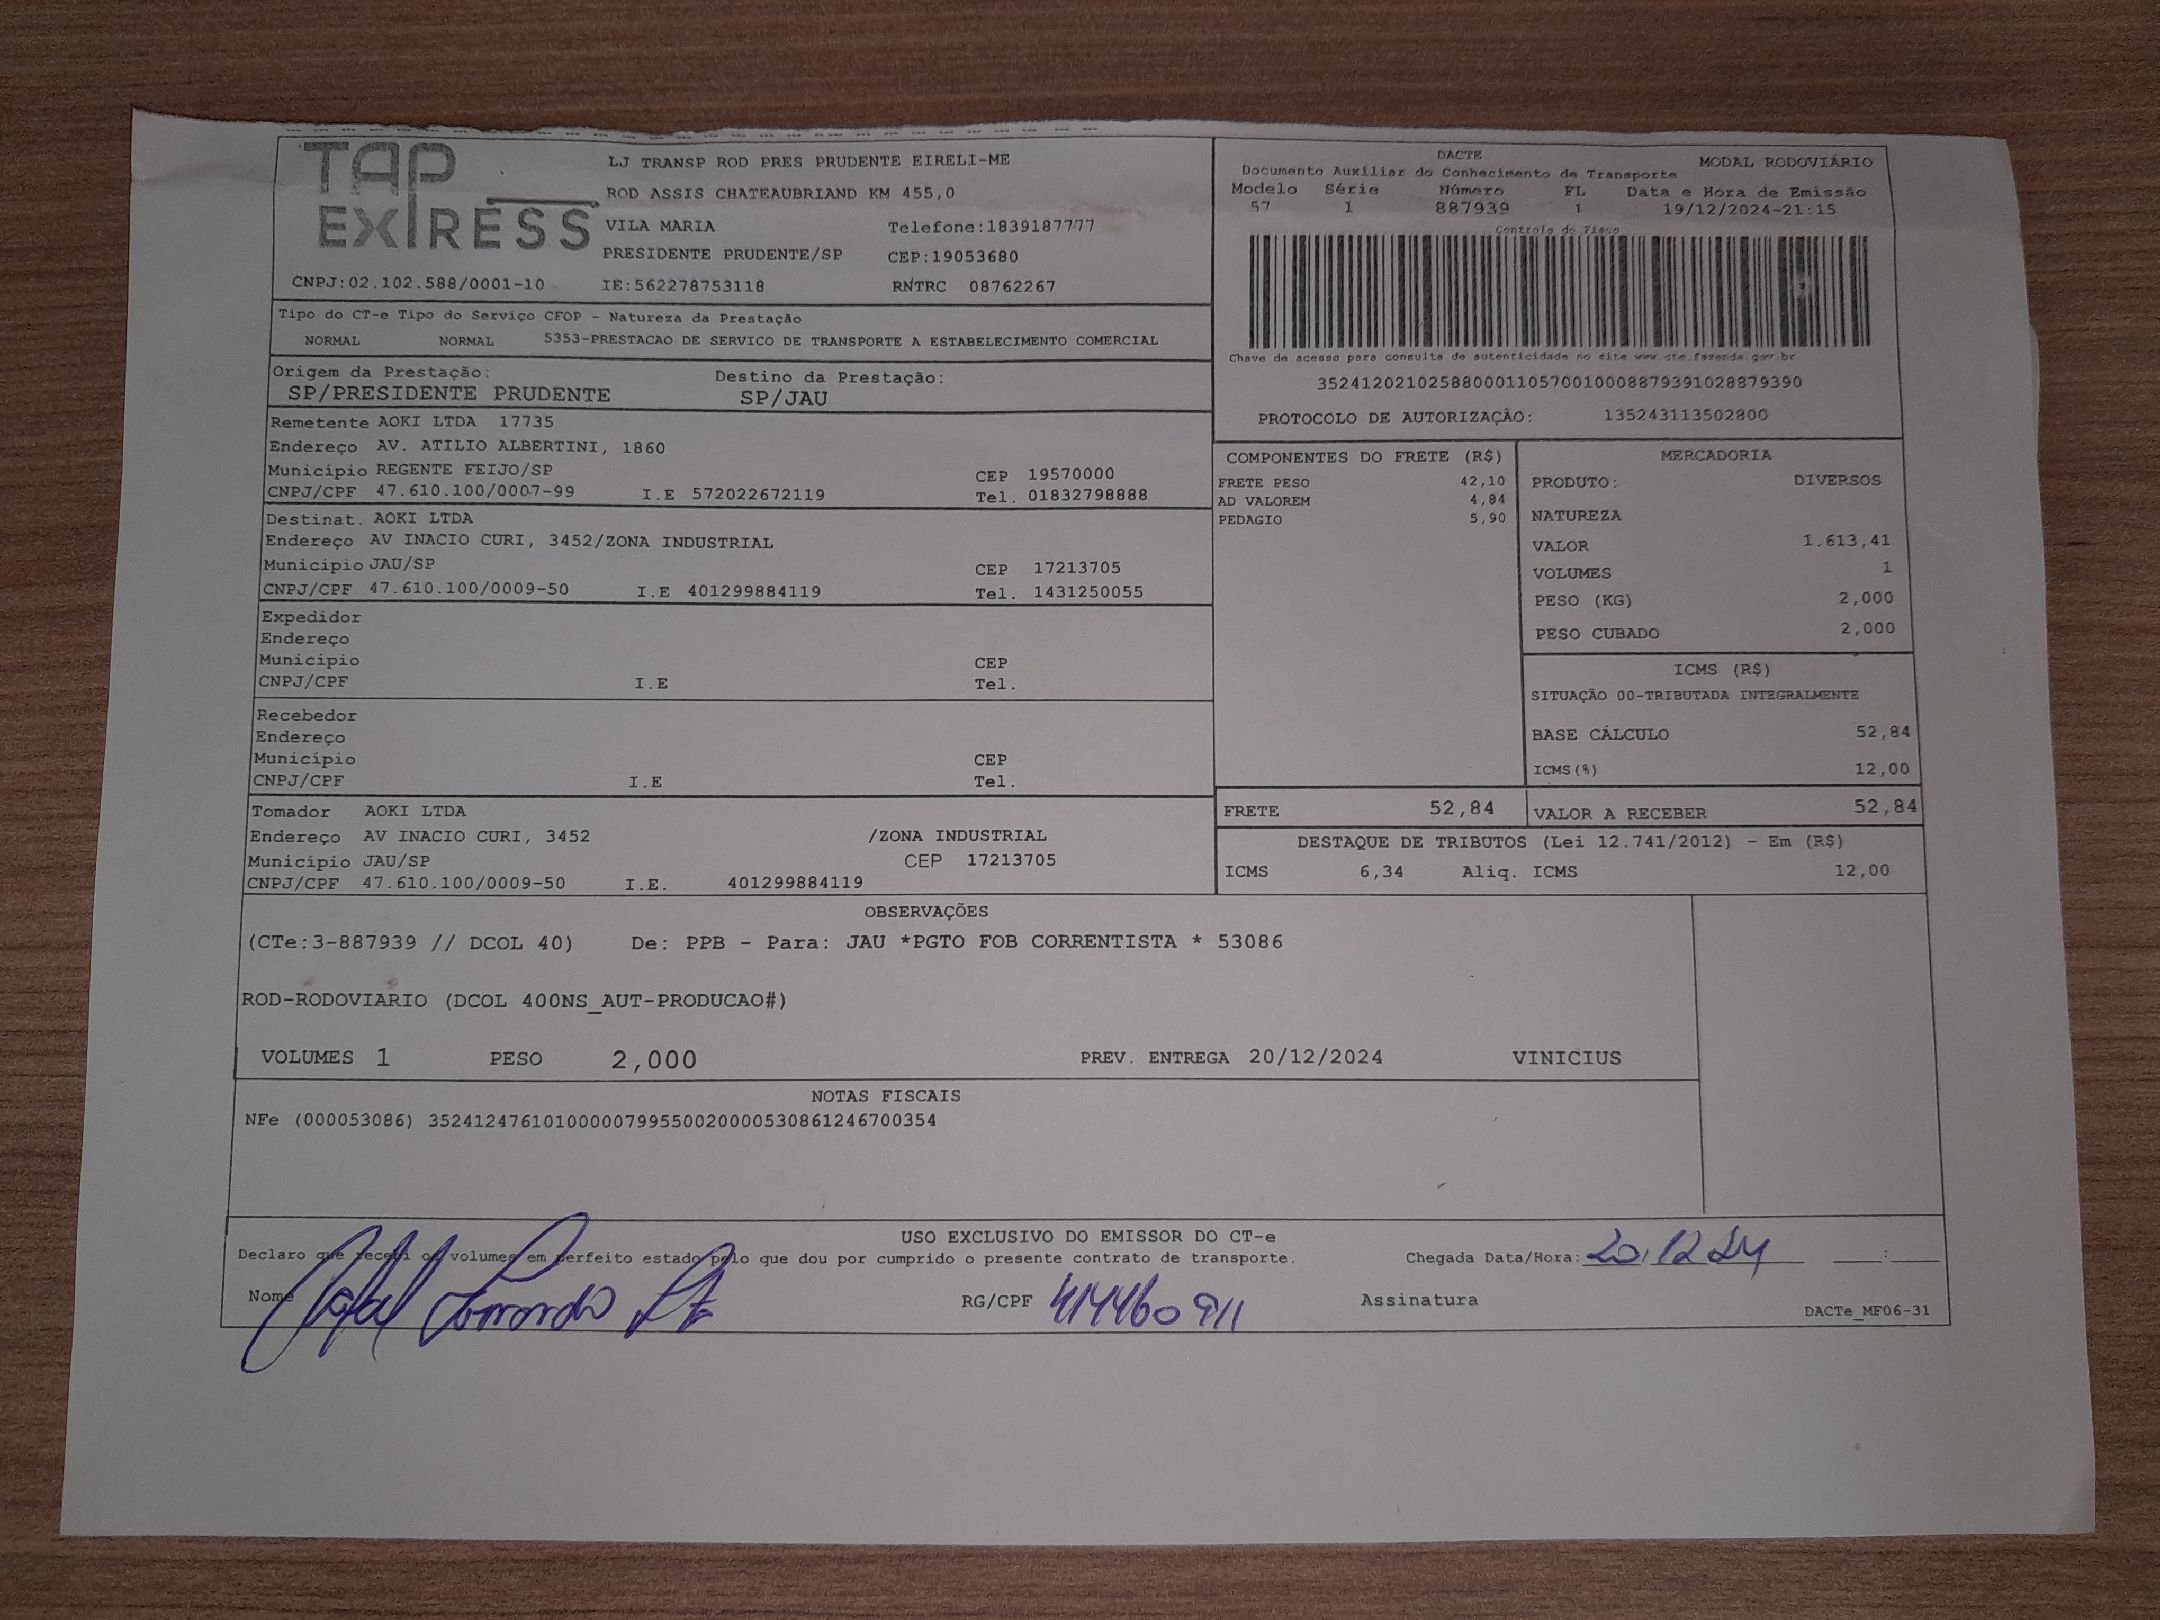 TAP EXPRESS
LJ TRANSP ROD PRES PRUDENTE EIRELI-ME
ROD ASSIS CHATEAUBRIAND KM 455,0
VILA MARIA Telefone:1839187777
PRESIDENTE PRUDENTE/SP CEP:19053680
CNPJ:02.102.588/0001-10 IE:562278753118 RNTRC 08762267
DACTE MODAL RODOVIÁRIO
Documento Auxiliar do Conhecimento de Transporte
Modelo Série Número FL Data e Hora de Emissão
57 1 887939 1 19/12/2024-21:15
Controle do Fisco
Chave de acesso para consulta de autenticidade no site www.cte.fazenda.gov.br
35241202102588000110570010008879391028879390
PROTOCOLO DE AUTORIZAÇÃO: 135243113502800
Tipo do CT-e Tipo do Serviço CFOP - Natureza da Prestação
NORMAL NORMAL 5353-PRESTACAO DE SERVICO DE TRANSPORTE A ESTABELECIMENTO COMERCIAL
Origem da Prestação: Destino da Prestação:
SP/PRESIDENTE PRUDENTE SP/JAU
Remetente AOKI LTDA 17735
Endereço AV. ATILIO ALBERTINI, 1860
Município REGENTE FEIJO/SP CEP 19570000
CNPJ/CPF 47.610.100/0007-99 I.E 572022672119 Tel. 01832798888
Destinat. AOKI LTDA
Endereço AV INACIO CURI, 3452/ZONA INDUSTRIAL
Município JAU/SP CEP 17213705
CNPJ/CPF 47.610.100/0009-50 I.E 401299884119 Tel. 1431250055
Expedidor
Endereço
Município CEP
CNPJ/CPF I.E Tel.
Recebedor
Endereço
Município CEP
CNPJ/CPF I.E Tel.
Tomador AOKI LTDA
Endereço AV INACIO CURI, 3452 /ZONA INDUSTRIAL
Município JAU/SP CEP 17213705
CNPJ/CPF 47.610.100/0009-50 I.E. 401299884119
COMPONENTES DO FRETE (R$)
FRETE PESO 42,10
AD VALOREM 4,84
PEDAGIO 5,90
MERCADORIA
PRODUTO: DIVERSOS
NATUREZA
VALOR 1.613,41
VOLUMES 1
PESO (KG) 2,000
PESO CUBADO 2,000
ICMS (R$)
SITUAÇÃO 00-TRIBUTADA INTEGRALMENTE
BASE CÁLCULO 52,84
ICMS(%) 12,00
FRETE 52,84 VALOR A RECEBER 52,84
DESTAQUE DE TRIBUTOS (Lei 12.741/2012) - Em (R$)
ICMS 6,34 Aliq. ICMS 12,00
OBSERVAÇÕES
(CTe:3-887939 // DCOL 40) De: PPB - Para: JAU *PGTO FOB CORRENTISTA * 53086
ROD-RODOVIARIO (DCOL 400NS_AUT-PRODUCAO#)
VOLUMES 1 PESO 2,000 PREV. ENTREGA 20/12/2024 VINICIUS
NOTAS FISCAIS
NFe (000053086) 35241247610100000799550020000530861246700354
USO EXCLUSIVO DO EMISSOR DO CT-e
Declaro que recebi os volumes em perfeito estado pelo que dou por cumprido o presente contrato de transporte. Chegada Data/Hora: 20.12.24 :
Nome RG/CPF 414460911 Assinatura
DACTe_MF06-31